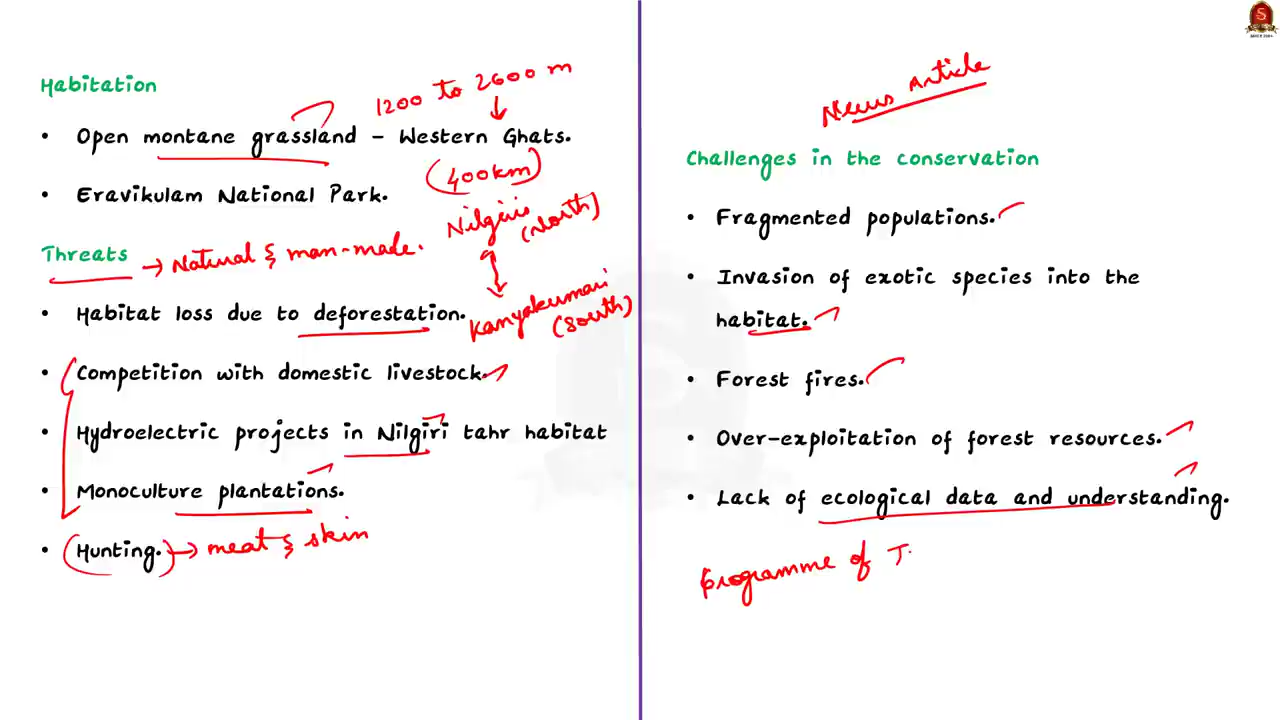 Habitation
1200 to 2600 m
• Open montane grassland - Western Ghats.
(400km)
• Eravikulam National Park.
Nilgiris (North)
Threats → Natural & man-made.
Kanyakumari (South)
• Habitat loss due to deforestation.
• Competition with domestic livestock.
• Hydroelectric projects in Nilgiri tahr habitat
• Monoculture plantations.
• (Hunting.) → meat & skin
News Article
Challenges in the conservation
• Fragmented populations.
• Invasion of exotic species into the
habitat.
• Forest fires.
• Over-exploitation of forest resources.
• Lack of ecological data and understanding.
Programme of T